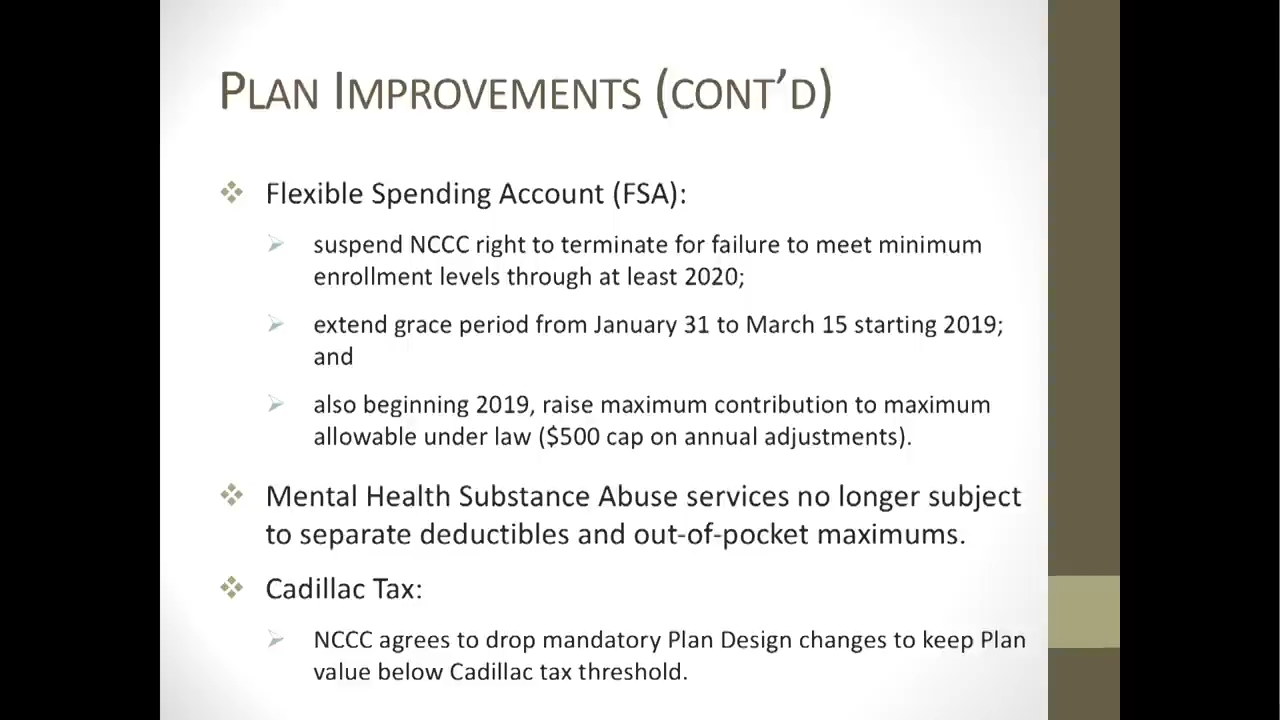 PLAN IMPROVEMENTS (CONT'D)
Flexible Spending Account (FSA):
suspend NCCC right to terminate for failure to meet minimum
enrollment levels through at least 2020;
extend grace period from January 31 to March 15 starting 2019;
and
also beginning 2019, raise maximum contribution to maximum
allowable under law ($500 cap on annual adjustments).
Mental Health Substance Abuse services no longer subject
to separate deductibles and out-of-pocket maximums.
Cadillac Tax:
NCCC agrees to drop mandatory Plan Design changes to keep Plan
value below Cadillac tax threshold.